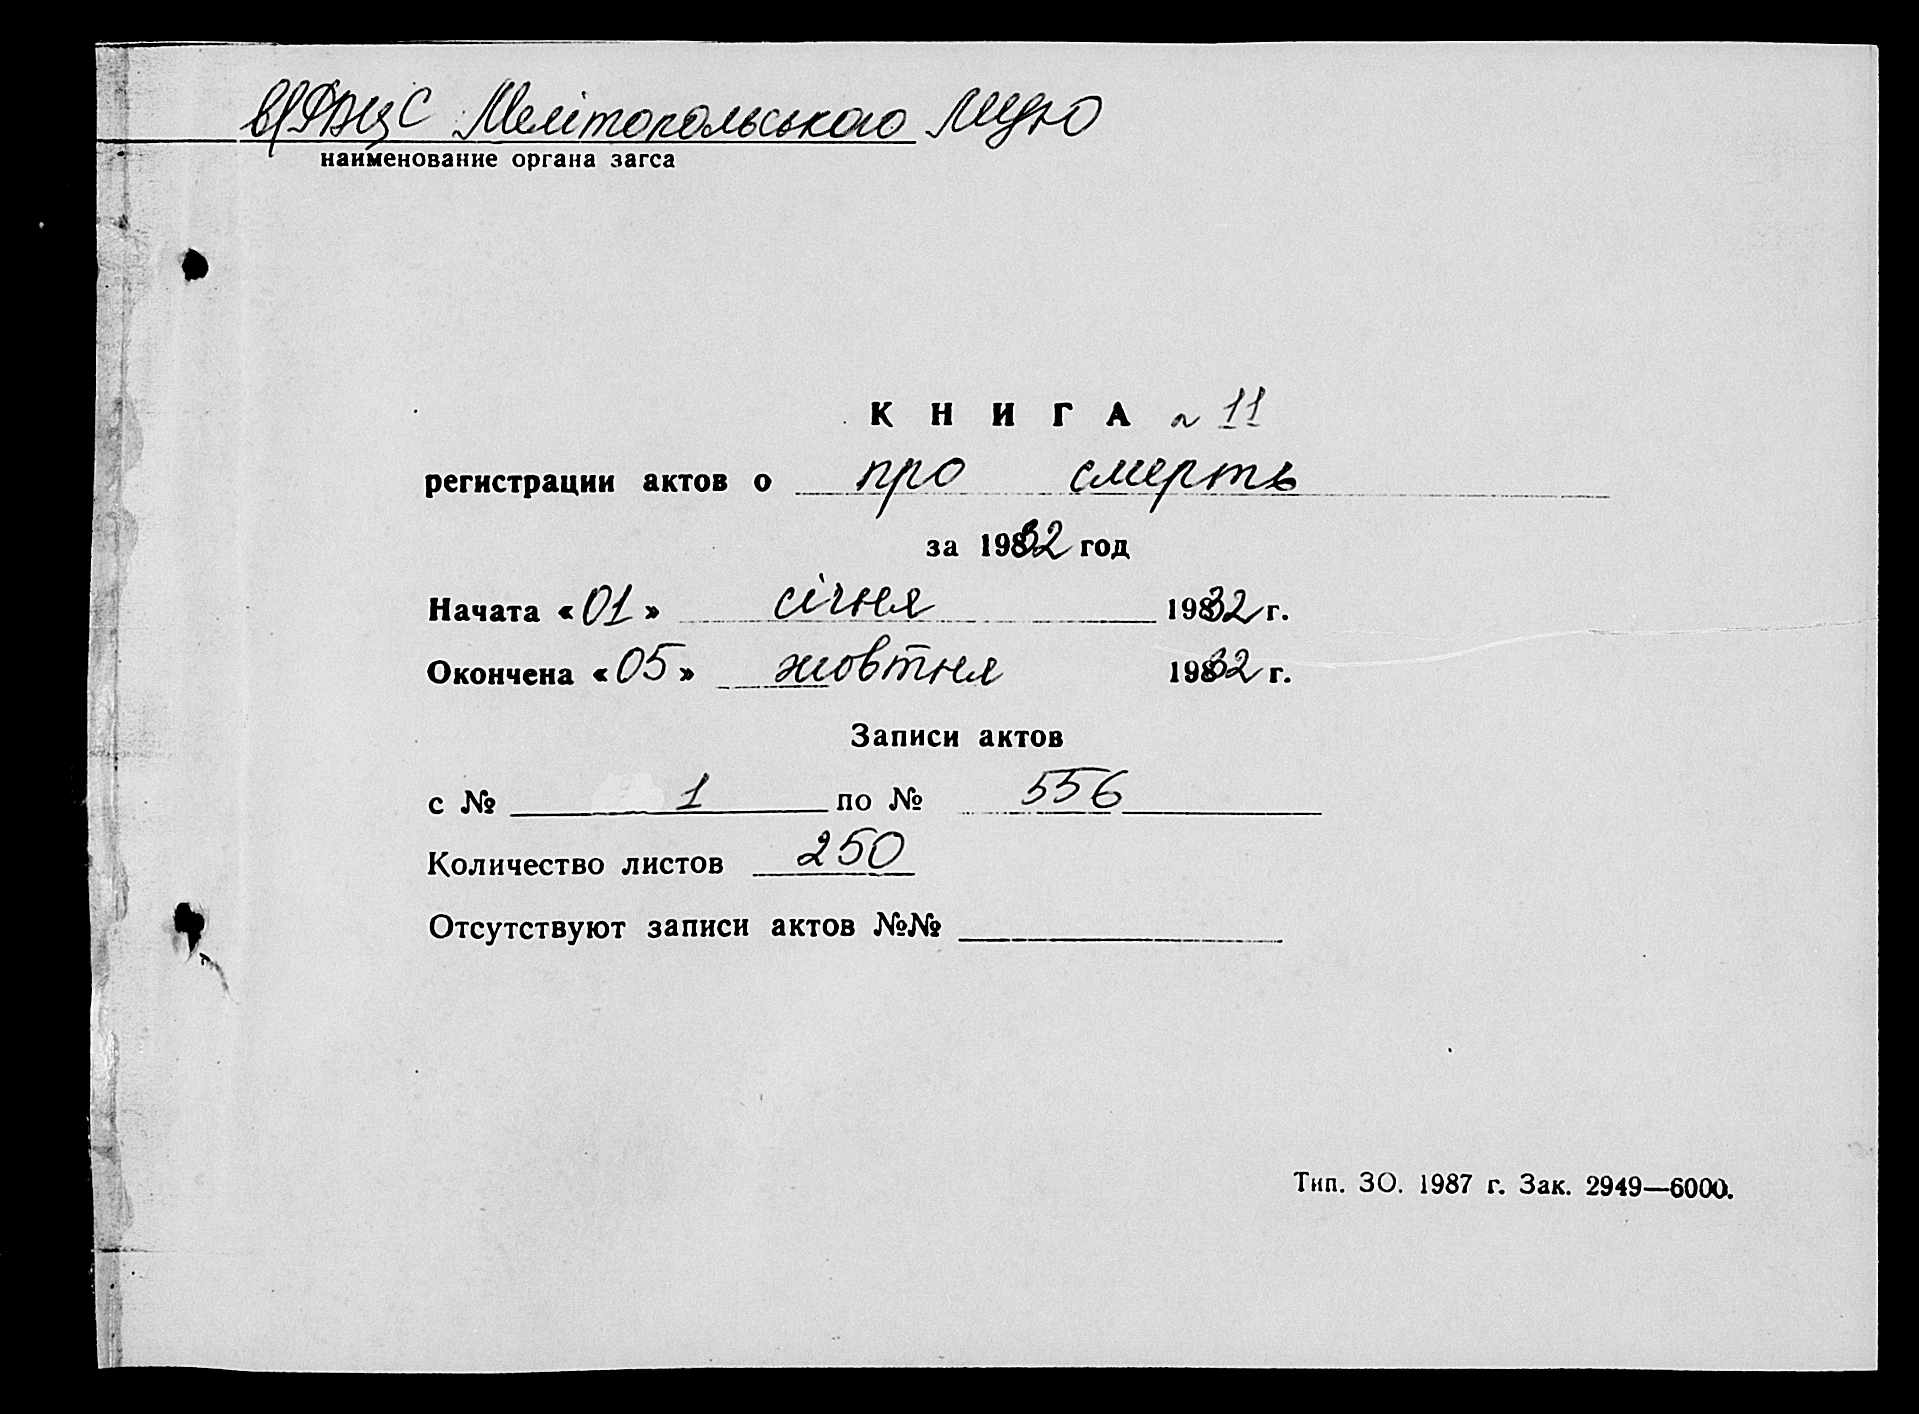 Мелітопольського МУЮ
наименование органа загса
КНИГА № 11
регистрации актов о про смерть
за 1932 год
Начата «01» січня 1932 г.
Окончена «05» жовтня 1932 г.
Записи актов
с № 1 по № 556
Количество листов 250
Отсутствуют записи актов №№
Тип. ЗО. 1987 г. Зак. 2949—6000.